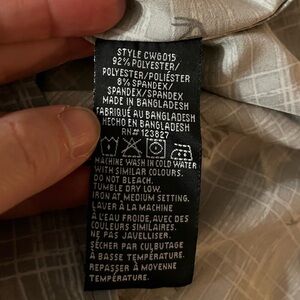 STYLE CWG015
92% POLYESTER/
POLYESTER/POLIÉSTER
8% SPANDEX/
SPANDEX/SPANDEX
MADE IN BANGLADESH
FABRIQUÉ AU BANGLADESH
HECHO EN BANGLADESH
RN# 123827
MACHINE WASH IN COLD WATER
WITH SIMILAR COLOURS.
DO NOT BLEACH.
TUMBLE DRY LOW.
IRON AT MEDIUM SETTING.
LAVER À LA MACHINE
À L'EAU FROIDE, AVEC DES
COULEURS SIMILAIRES.
NE PAS JAVELLISER.
SÉCHER PAR CULBUTAGE
À BASSE TEMPÉRATURE.
REPASSER À MOYENNE
TEMPÉRATURE.